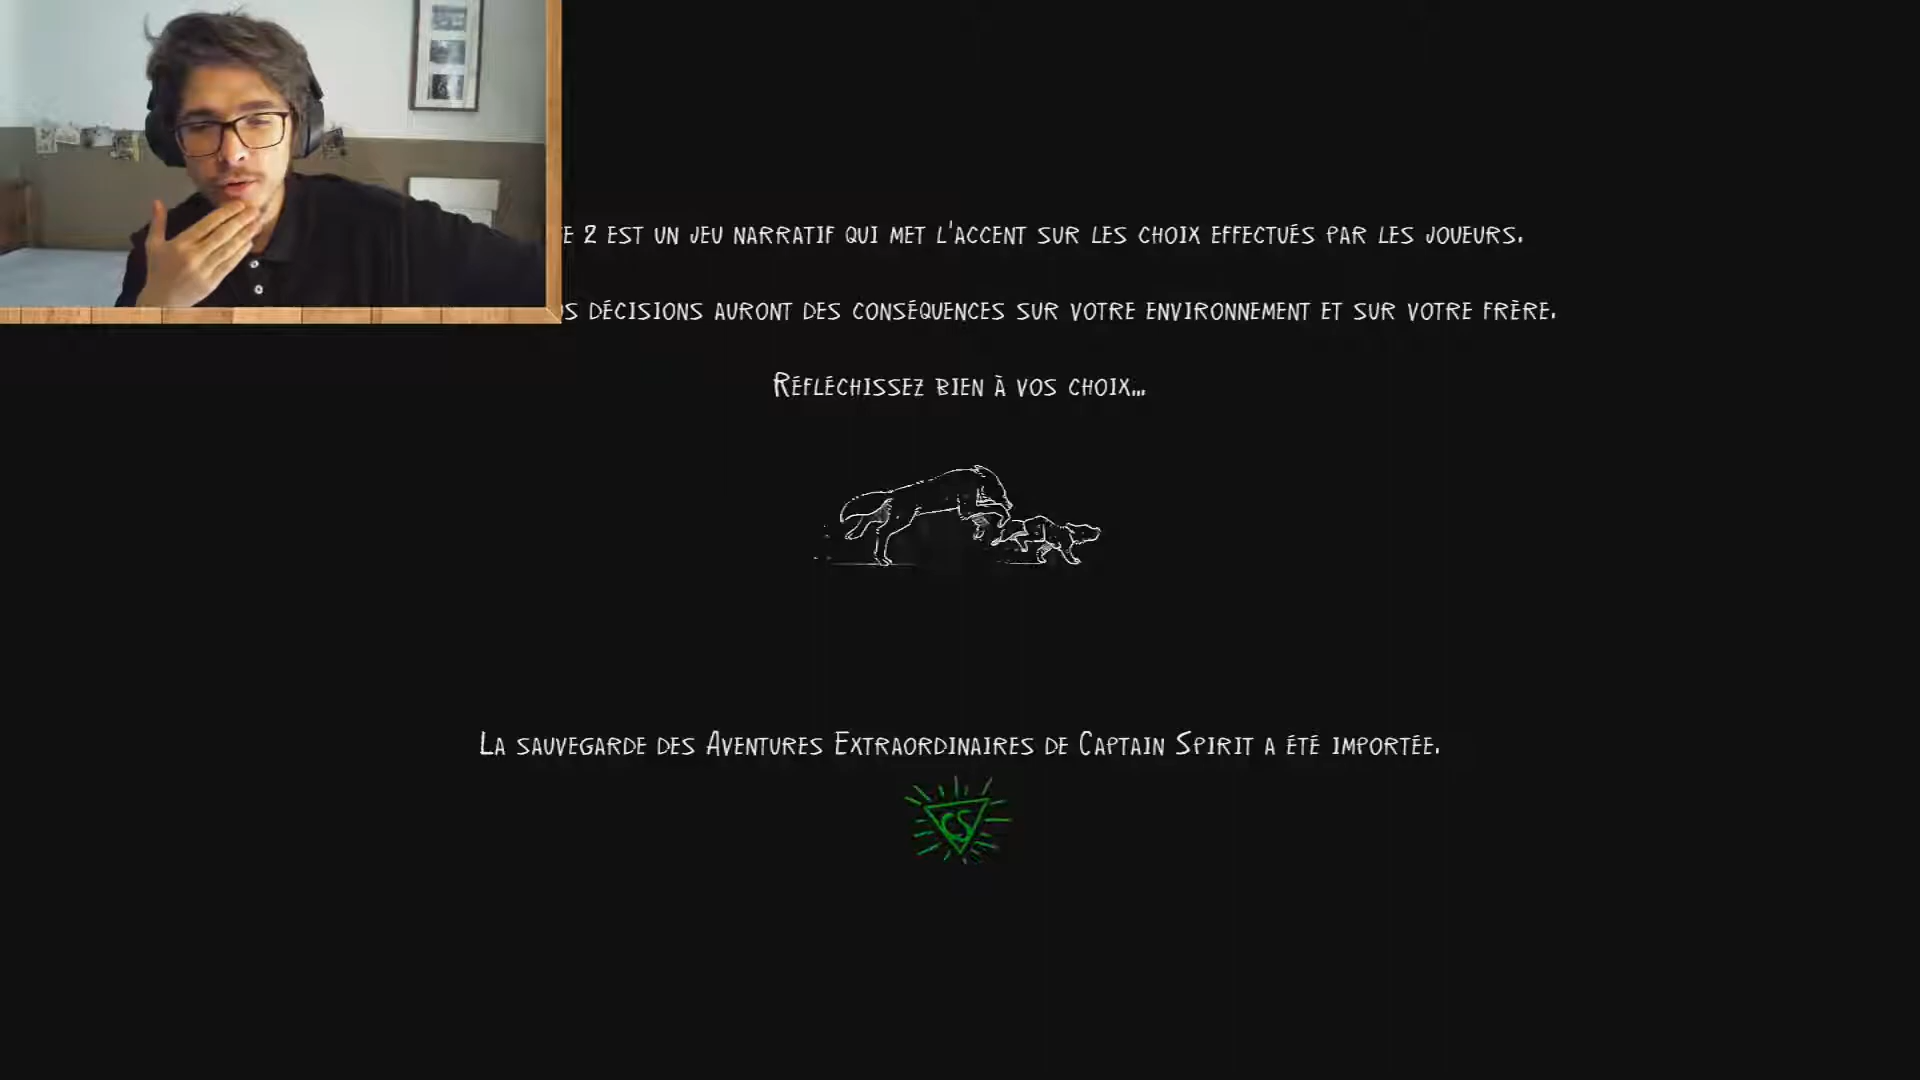 2 EST UN JEU NARRATIF QUI MET L'ACCENT SUR LES CHOIX EFFECTUÉS PAR LES JOUEURS.
DÉCISIONS AURONT DES CONSÉQUENCES SUR VOTRE ENVIRONNEMENT ET SUR VOTRE FRÈRE.
RÉFLÉCHISSEZ BIEN À VOS CHOIX...
LA SAUVEGARDE DES AVENTURES EXTRAORDINAIRES DE CAPTAIN SPIRIT A ÉTÉ IMPORTÉE.
CS